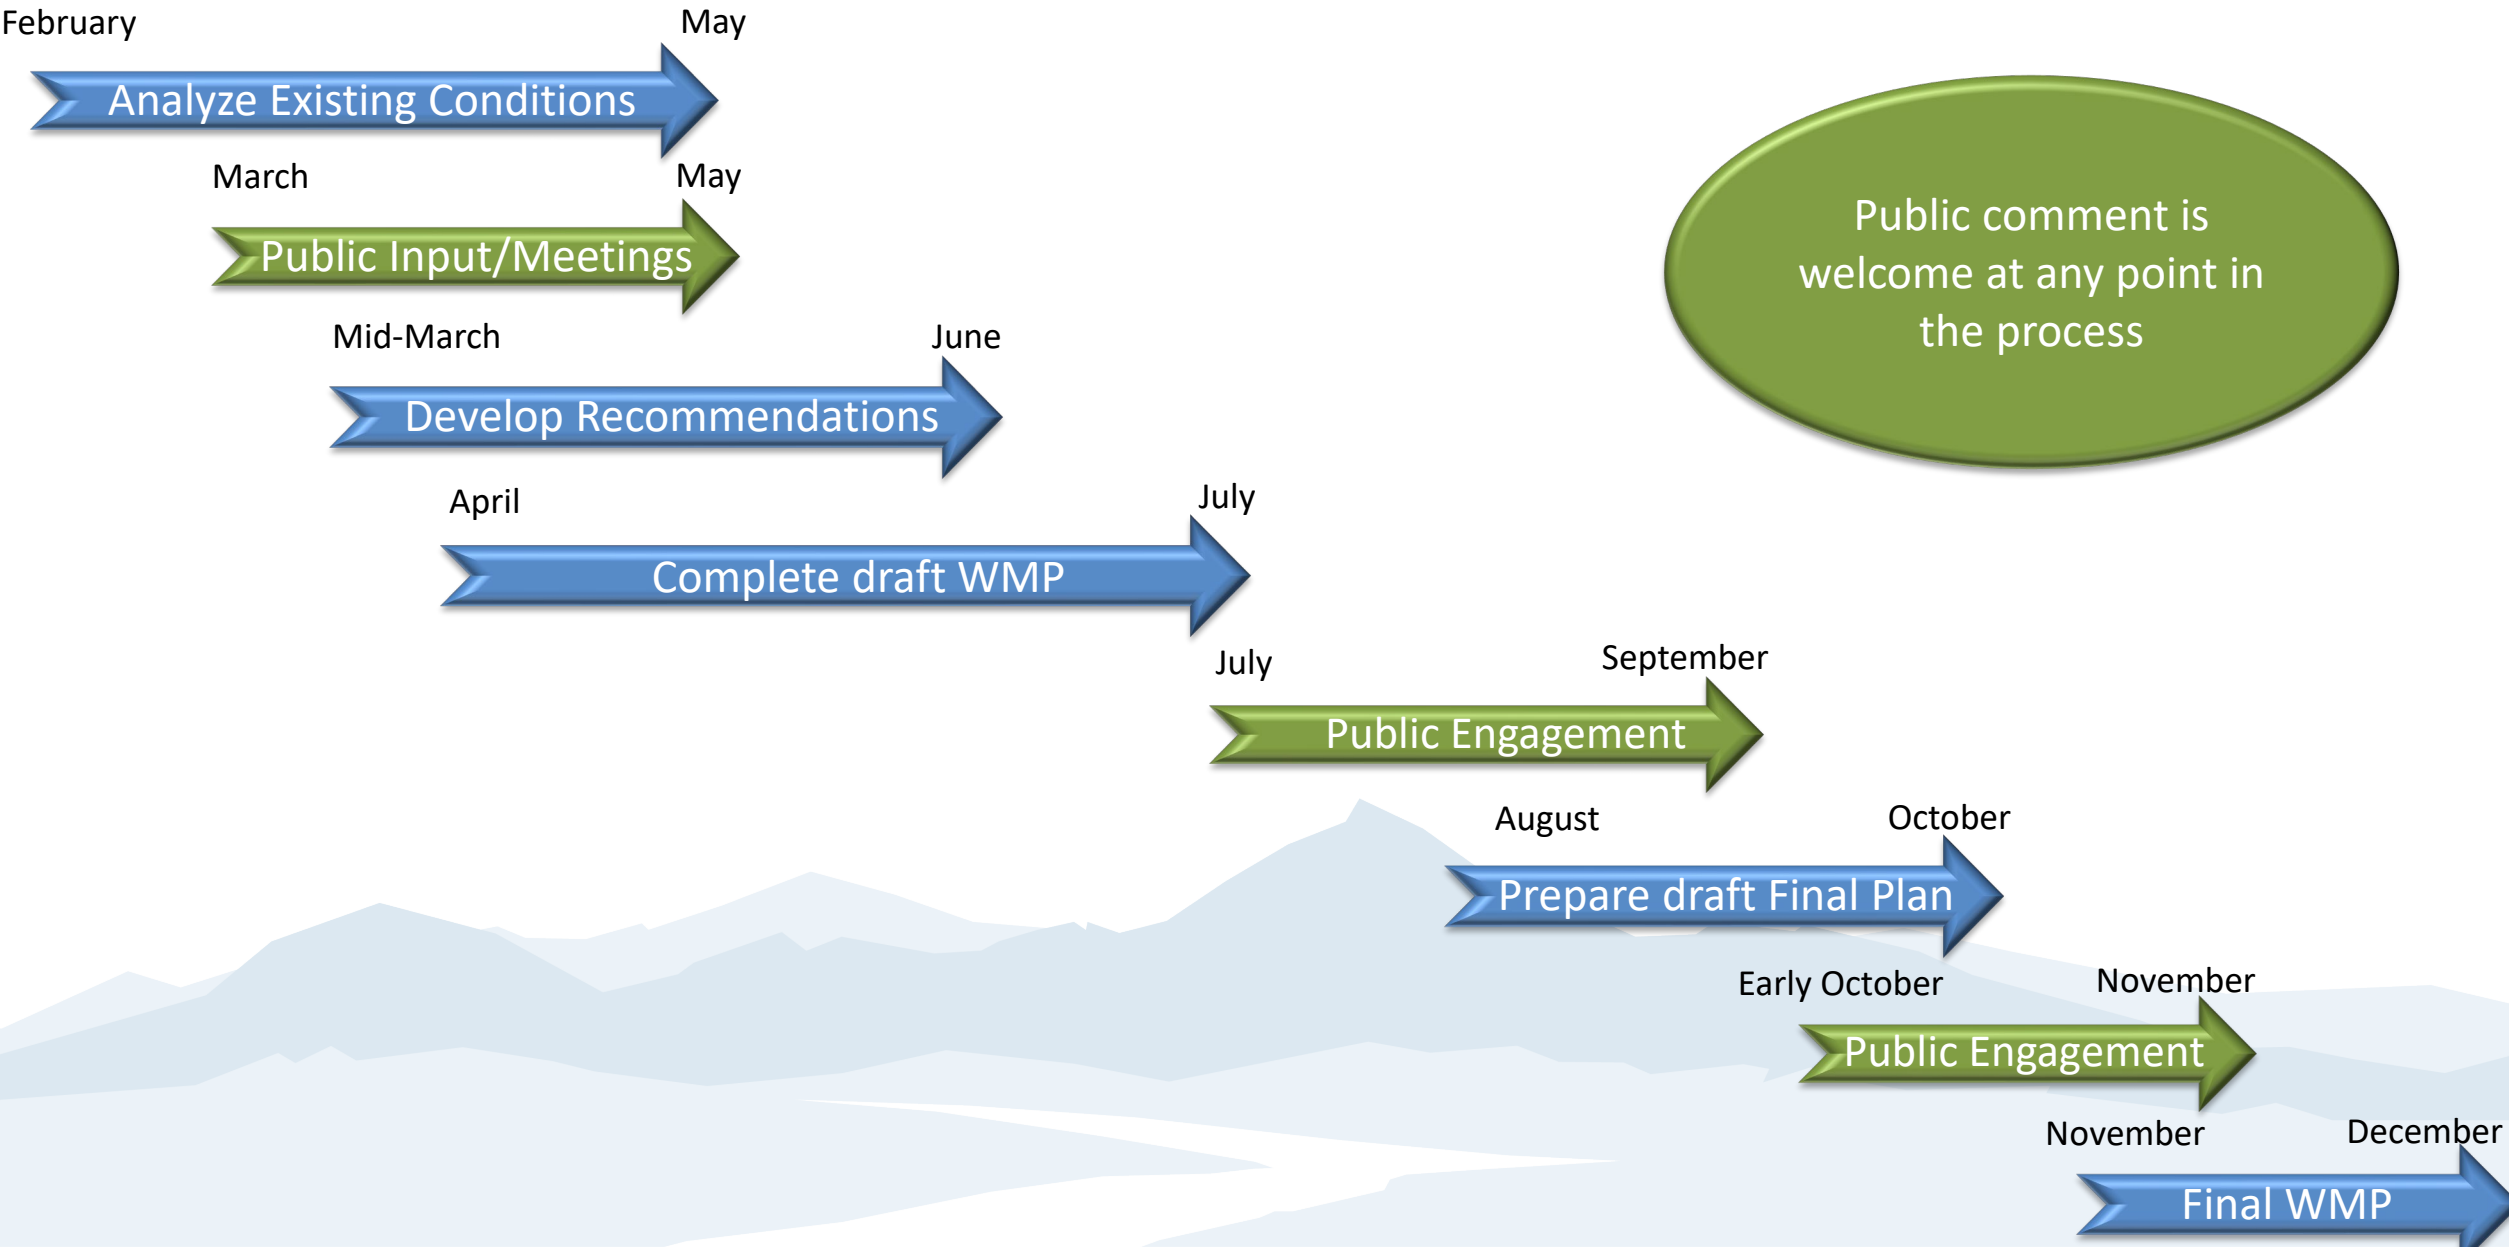 February
May
Analyze Existing Conditions
March
May
Public Input/Meetings
Mid-March
June
Develop Recommendations
April
July
Complete draft WMP
Public comment is
welcome at any point in
the process
July
September
Public Engagement
August
October
Prepare draft Final Plan
Early October
November
Public Engagement
November
December
Final WMP